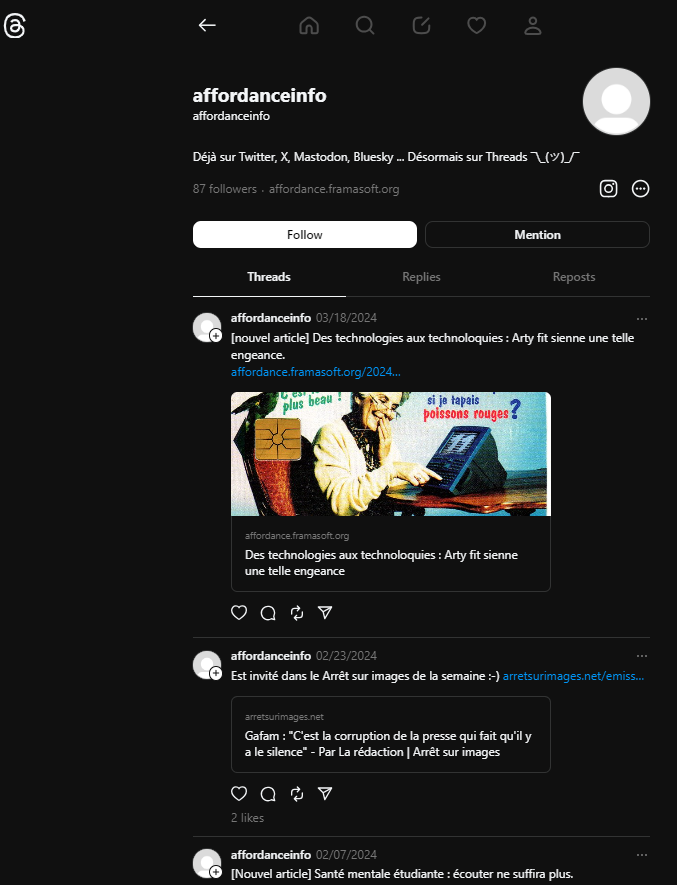 affordanceinfo
affordanceinfo
Déjà sur Twitter, X, Mastodon, Bluesky ... Désormais sur Threads ¯\_(ツ)_/¯
87 followers · affordance.framasoft.org
Follow
Mention
Threads
Replies
Reposts
affordanceinfo 03/18/2024
[nouvel article] Des technologies aux technoloquies : Arty fit sienne une telle
engeance.
affordance.framasoft.org/2024...
plus beau !
si je tapais
poissons rouges?
affordance.framasoft.org
Des technologies aux technoloquies : Arty fit sienne
une telle engeance
affordanceinfo 02/23/2024
Est invité dans le Arrêt sur images de la semaine :-) arretsurimages.net/emiss...
arretsurimages.net
Gafam : "C'est la corruption de la presse qui fait qu'il y
a le silence" - Par La rédaction | Arrêt sur images
2 likes
affordanceinfo 02/07/2024
[Nouvel article] Santé mentale étudiante : écouter ne suffira plus.